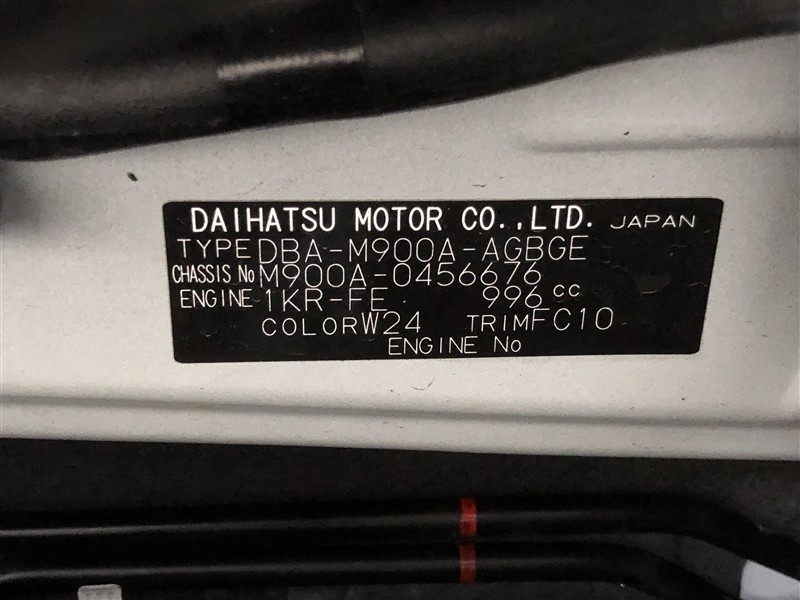 DAIHATSU MOTOR CO.,LTD. JAPAN
TYPE DBA-M900A-AGBGE
CHASSIS No M900A-0456676
ENGINE 1KR-FE 996 cc
COLOR W24 TRIM FC10
ENGINE No